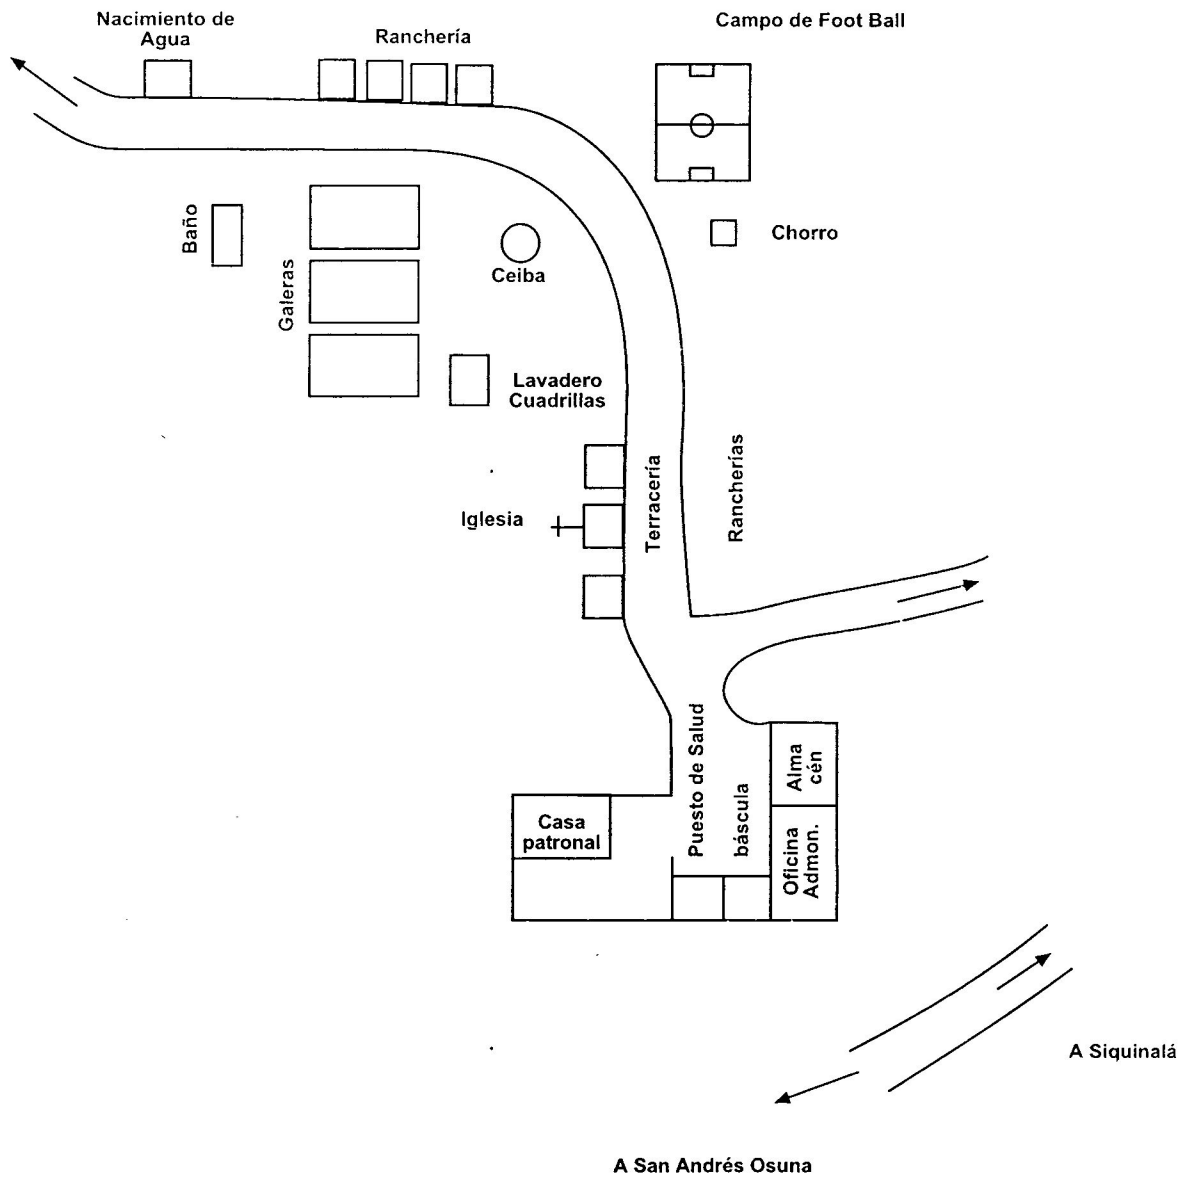 Nacimiento de
Agua
Ranchería
Campo de Foot Ball
Baño
Galeras
Ceiba
Chorro
Lavadero
Cuadrillas
Iglesia
Terracería
Rancherías
Puesto de Salud
báscula
Alma
cén
Oficina
Admon.
Casa
patronal
A Siquinalá
A San Andrés Osuna